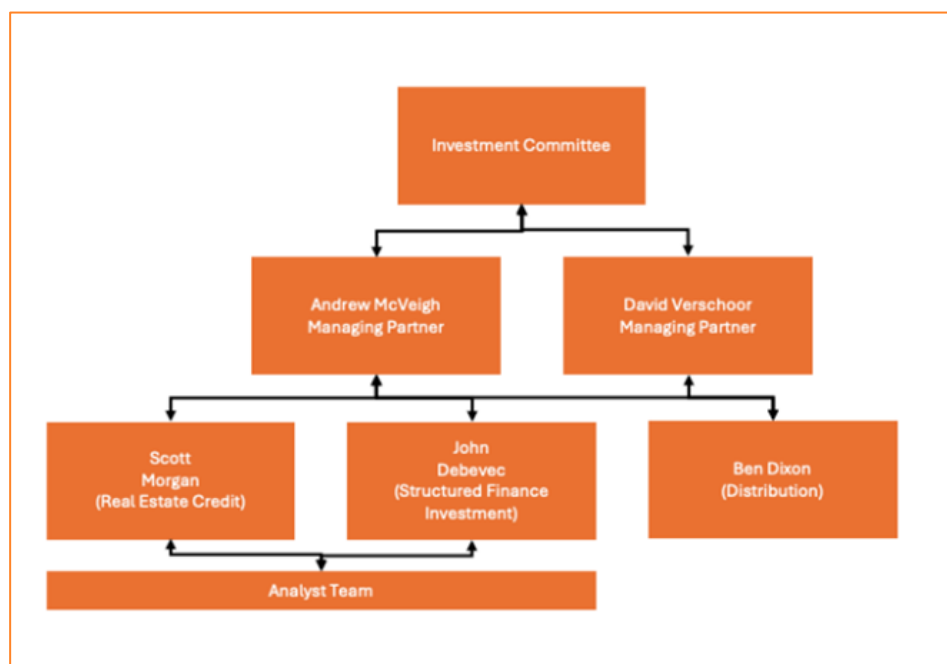 Investment Committee
Andrew McVeigh
Managing Partner
David Verschoor
Managing Partner
Scott
Morgan
(Real Estate Credit)
John
Debevec
(Structured Finance
Investment)
Ben Dixon
(Distribution)
Analyst Team